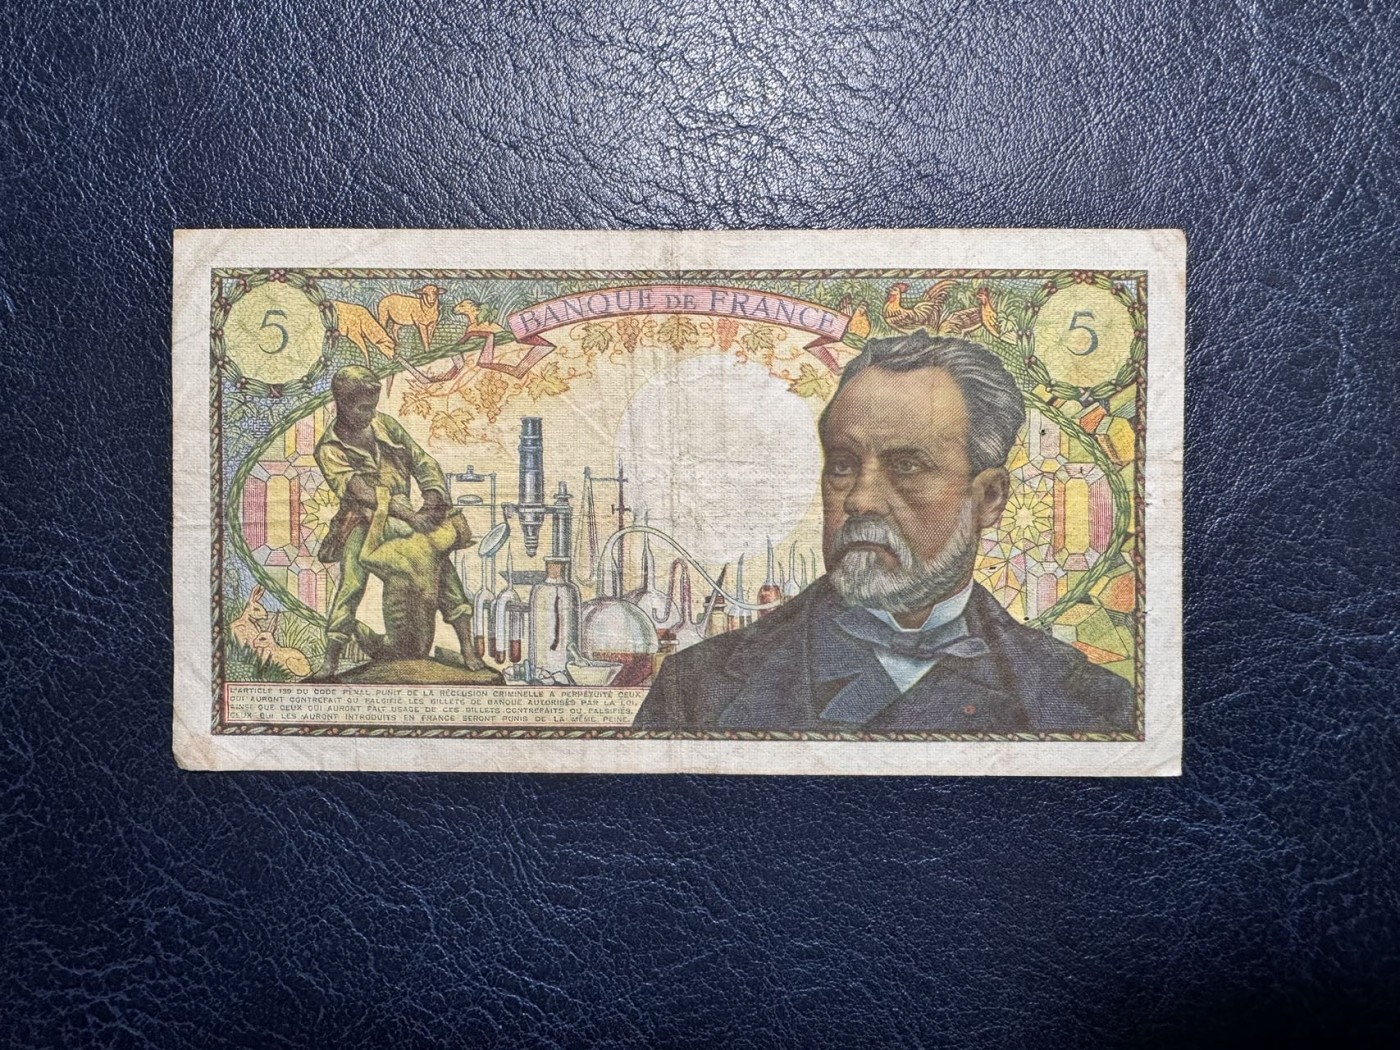 BANQUE DE FRANCE
5
5
L'ARTICLE 139 DU CODE PENAL PUNIT DE LA RÉCLUSION CRIMINELLE A PERPÉTUITÉ CEUX
QUI AURONT CONTREFAIT OU FALSIFIÉ LES BILLETS DE BANQUE AUTORISÉS PAR LA LOI,
AINSI QUE CEUX QUI AURONT FAIT USAGE DE CES BILLETS CONTREFAITS OU FALSIFIÉS.
CEUX QUI LES AURONT INTRODUITS EN FRANCE SERONT PUNIS DE LA MÊME PEINE.